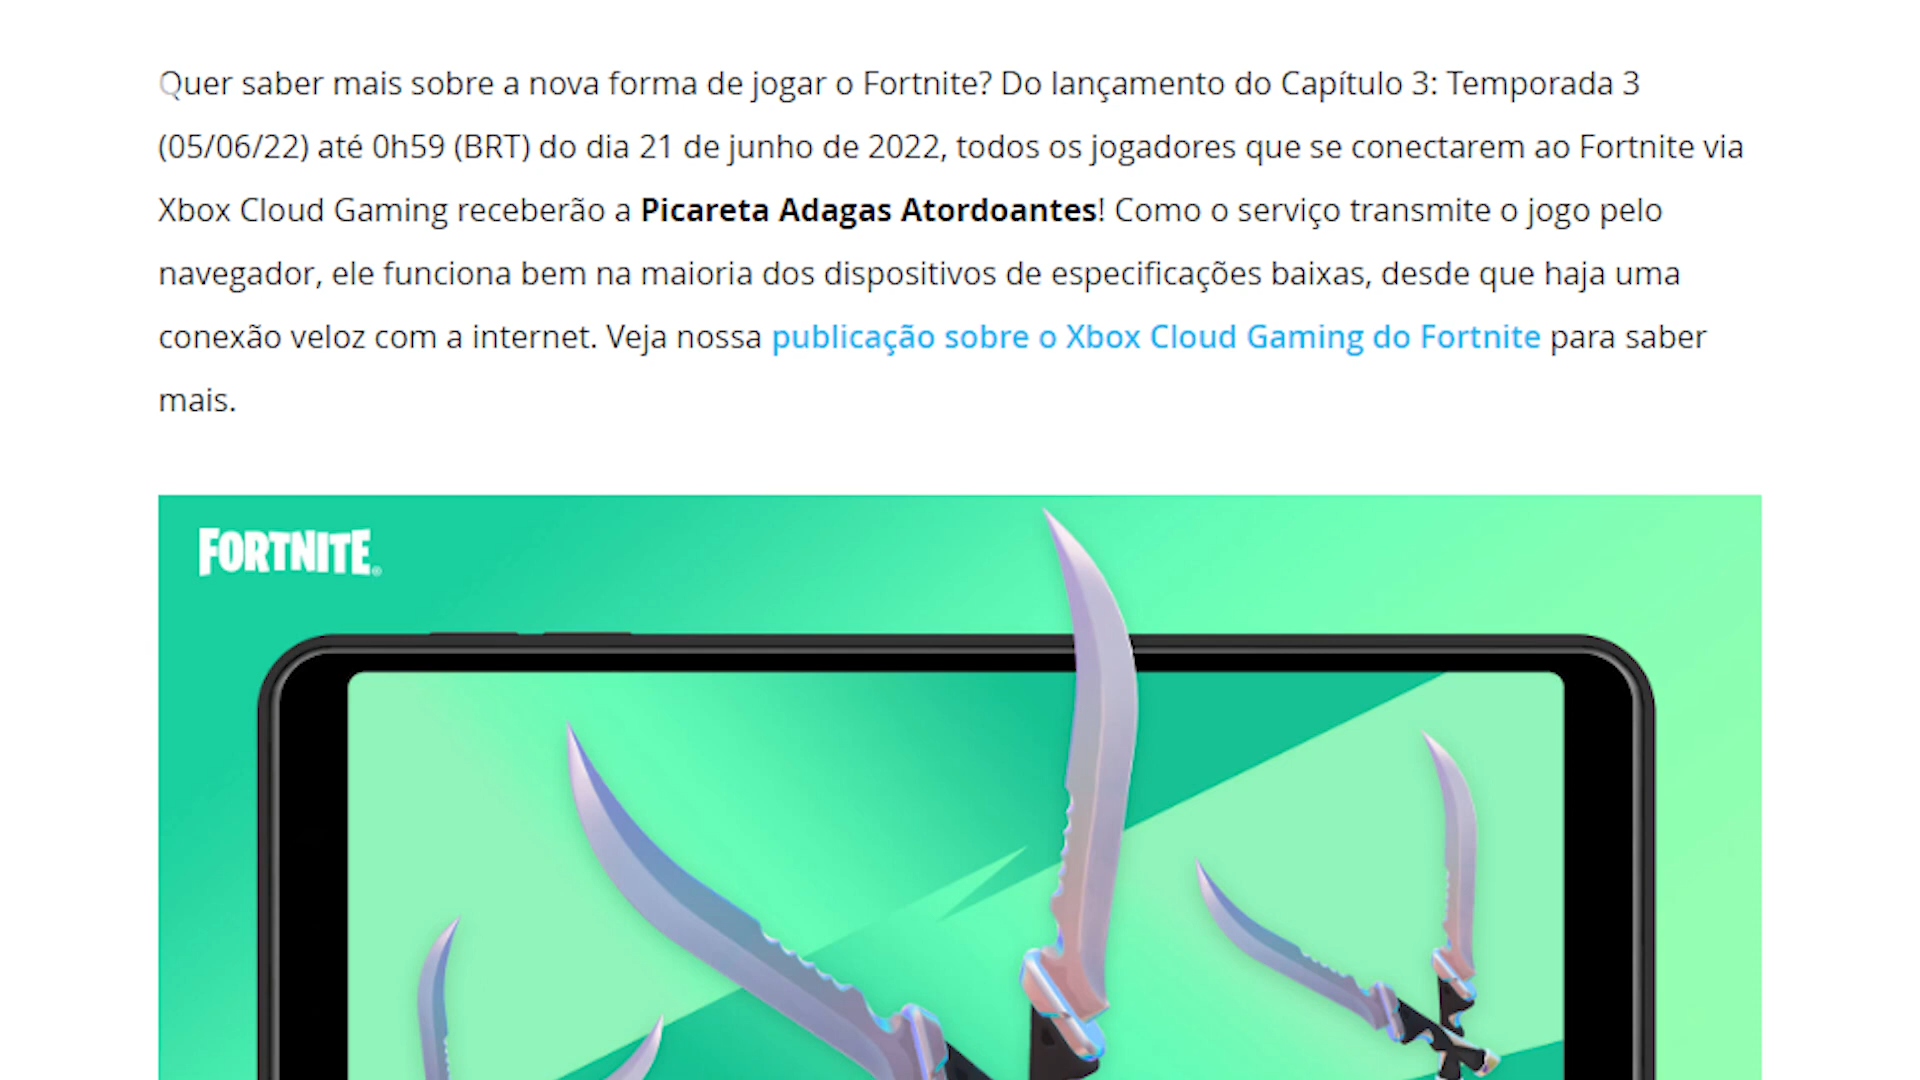 Quer saber mais sobre a nova forma de jogar o Fortnite? Do lançamento do Capítulo 3: Temporada 3
(05/06/22) até 0h59 (BRT) do dia 21 de junho de 2022, todos os jogadores que se conectarem ao Fortnite via
Xbox Cloud Gaming receberão a Picareta Adagas Atordoantes! Como o serviço transmite o jogo pelo
navegador, ele funciona bem na maioria dos dispositivos de especificações baixas, desde que haja uma
conexão veloz com a internet. Veja nossa publicação sobre o Xbox Cloud Gaming do Fortnite para saber
mais.
FORTNITE®